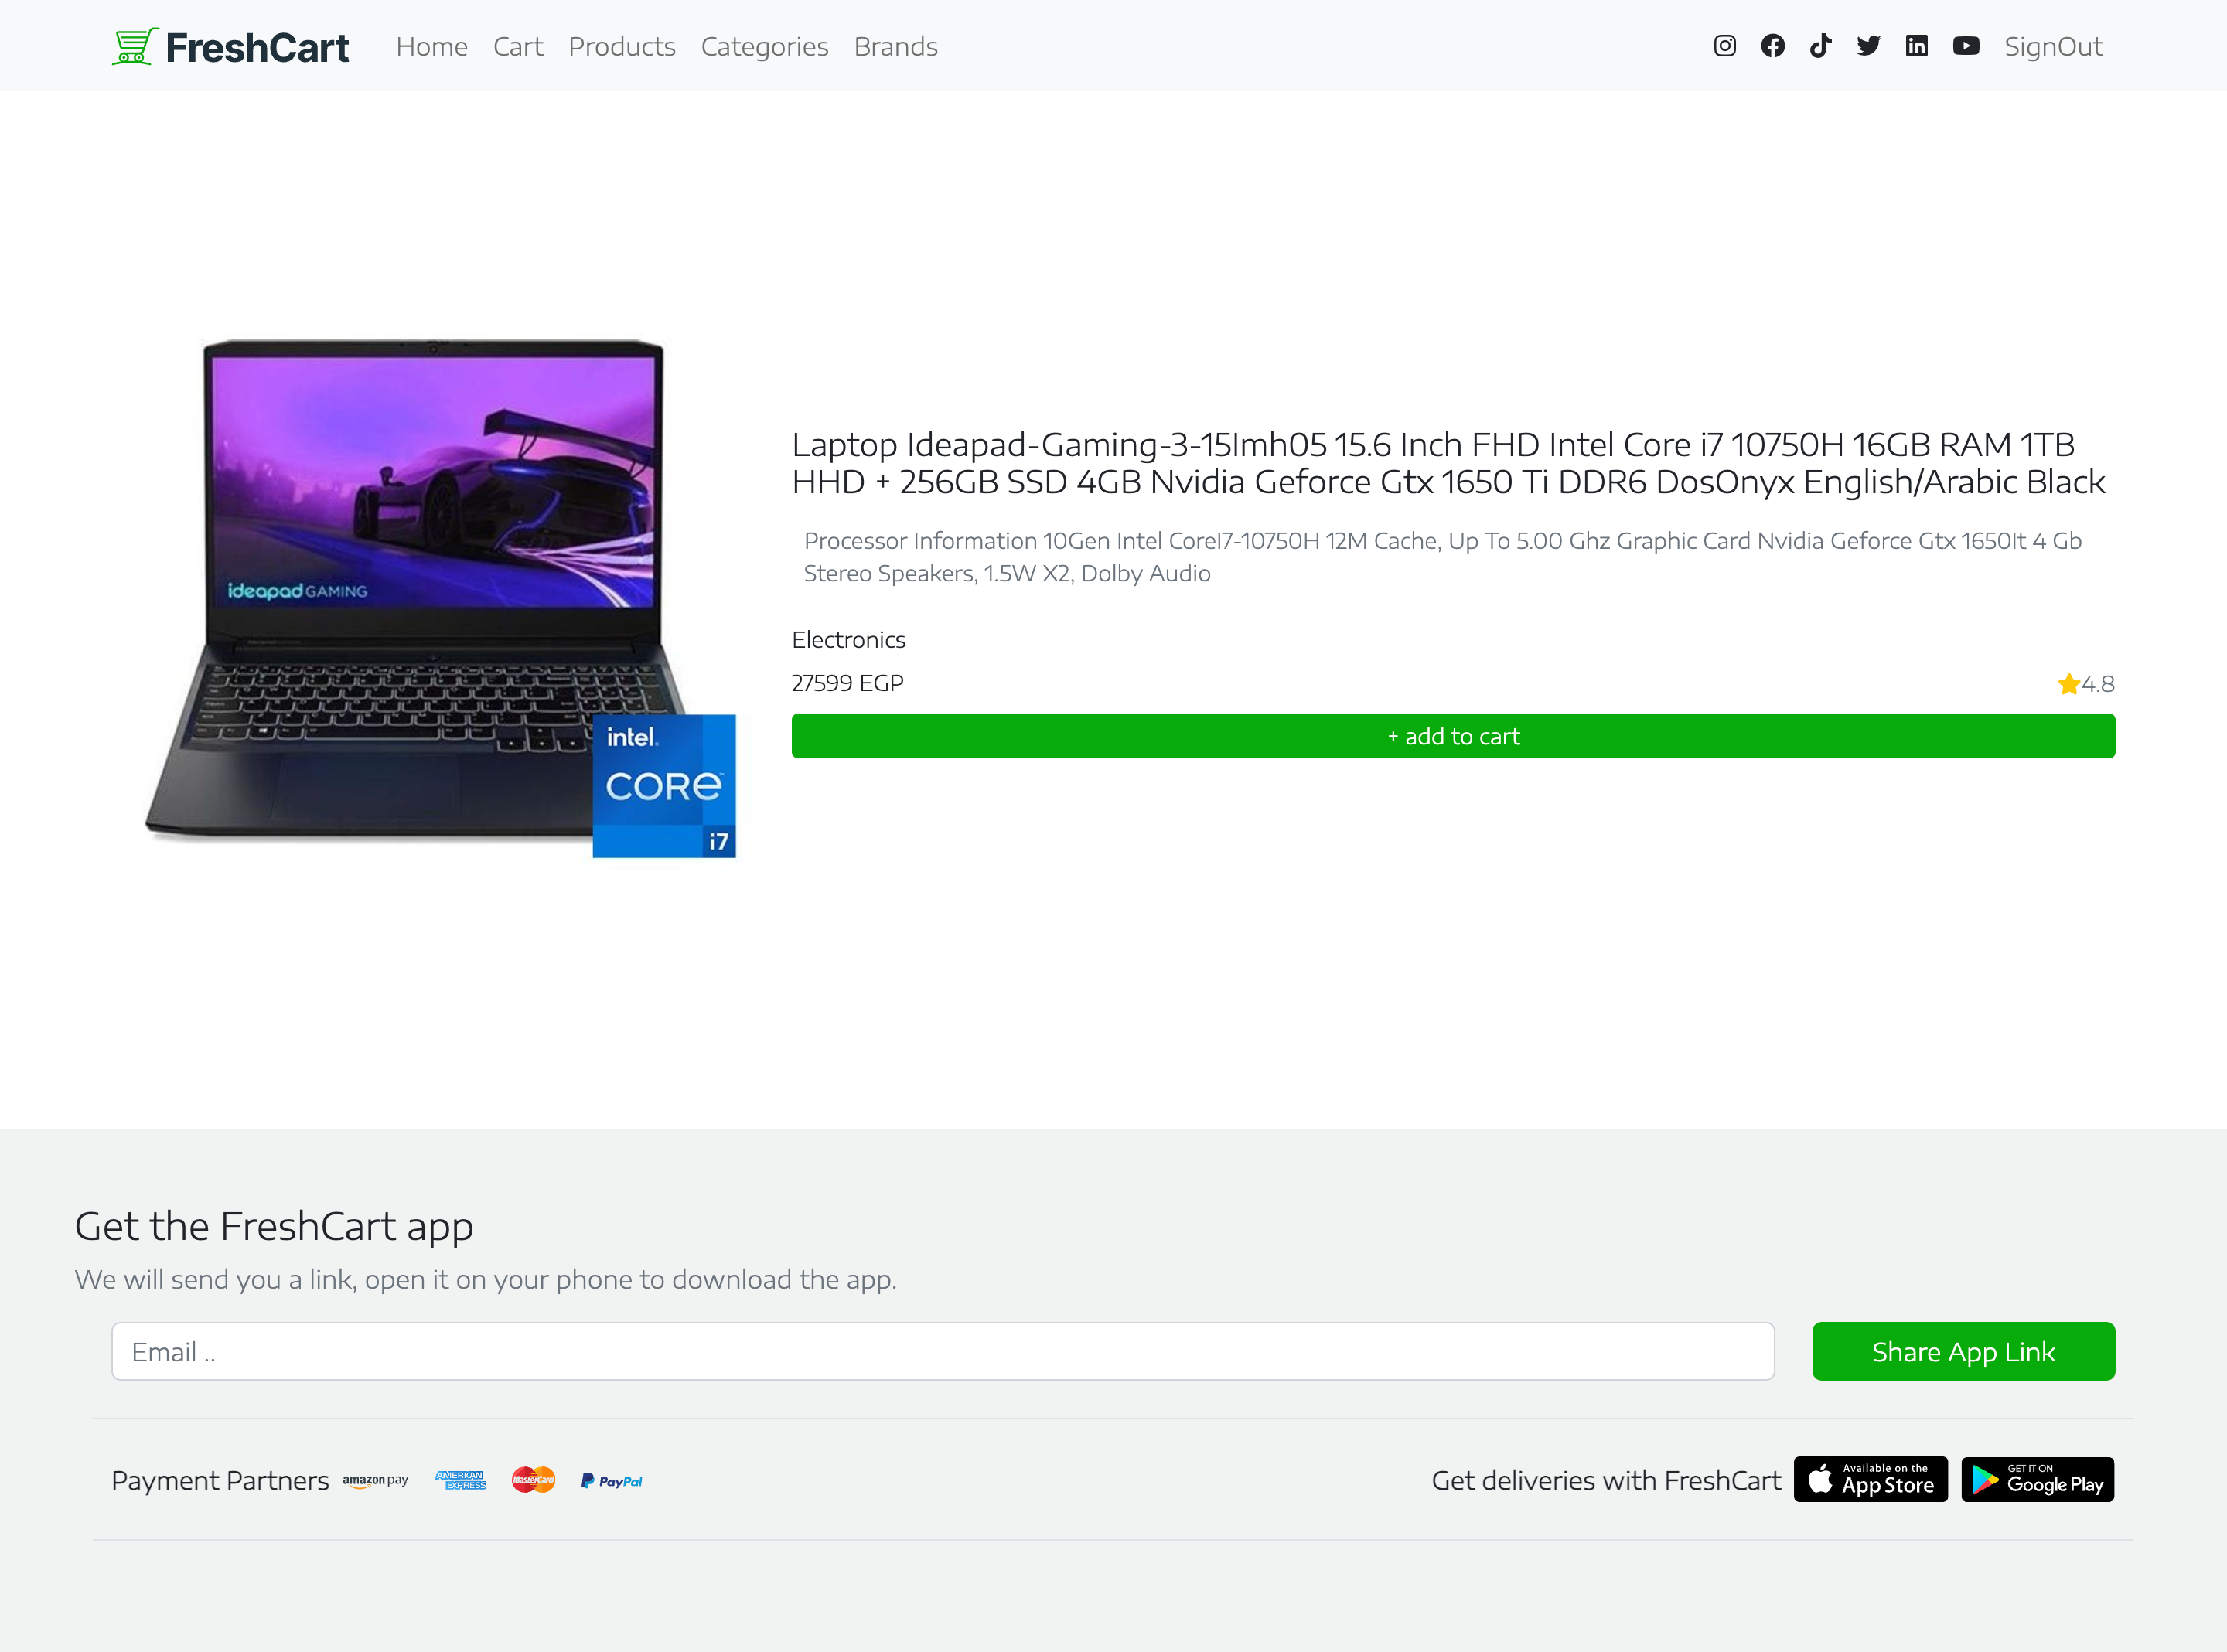 FreshCart
Home Cart Products Categories Brands
SignOut
ideapad GAMING
intel.
CORE
i7
Laptop Ideapad-Gaming-3-15Imh05 15.6 Inch FHD Intel Core i7 10750H 16GB RAM 1TB
HHD + 256GB SSD 4GB Nvidia Geforce Gtx 1650 Ti DDR6 DosOnyx English/Arabic Black
Processor Information 10Gen Intel CoreI7-10750H 12M Cache, Up To 5.00 Ghz Graphic Card Nvidia Geforce Gtx 1650It 4 Gb
Stereo Speakers, 1.5W X2, Dolby Audio
Electronics
27599 EGP
4.8
+ add to cart
Get the FreshCart app
We will send you a link, open it on your phone to download the app.
Email ..
Share App Link
Payment Partners
amazon pay
AMERICAN
EXPRESS
MasterCard
PayPal
Get deliveries with FreshCart
Available on the
App Store
GET IT ON
Google Play